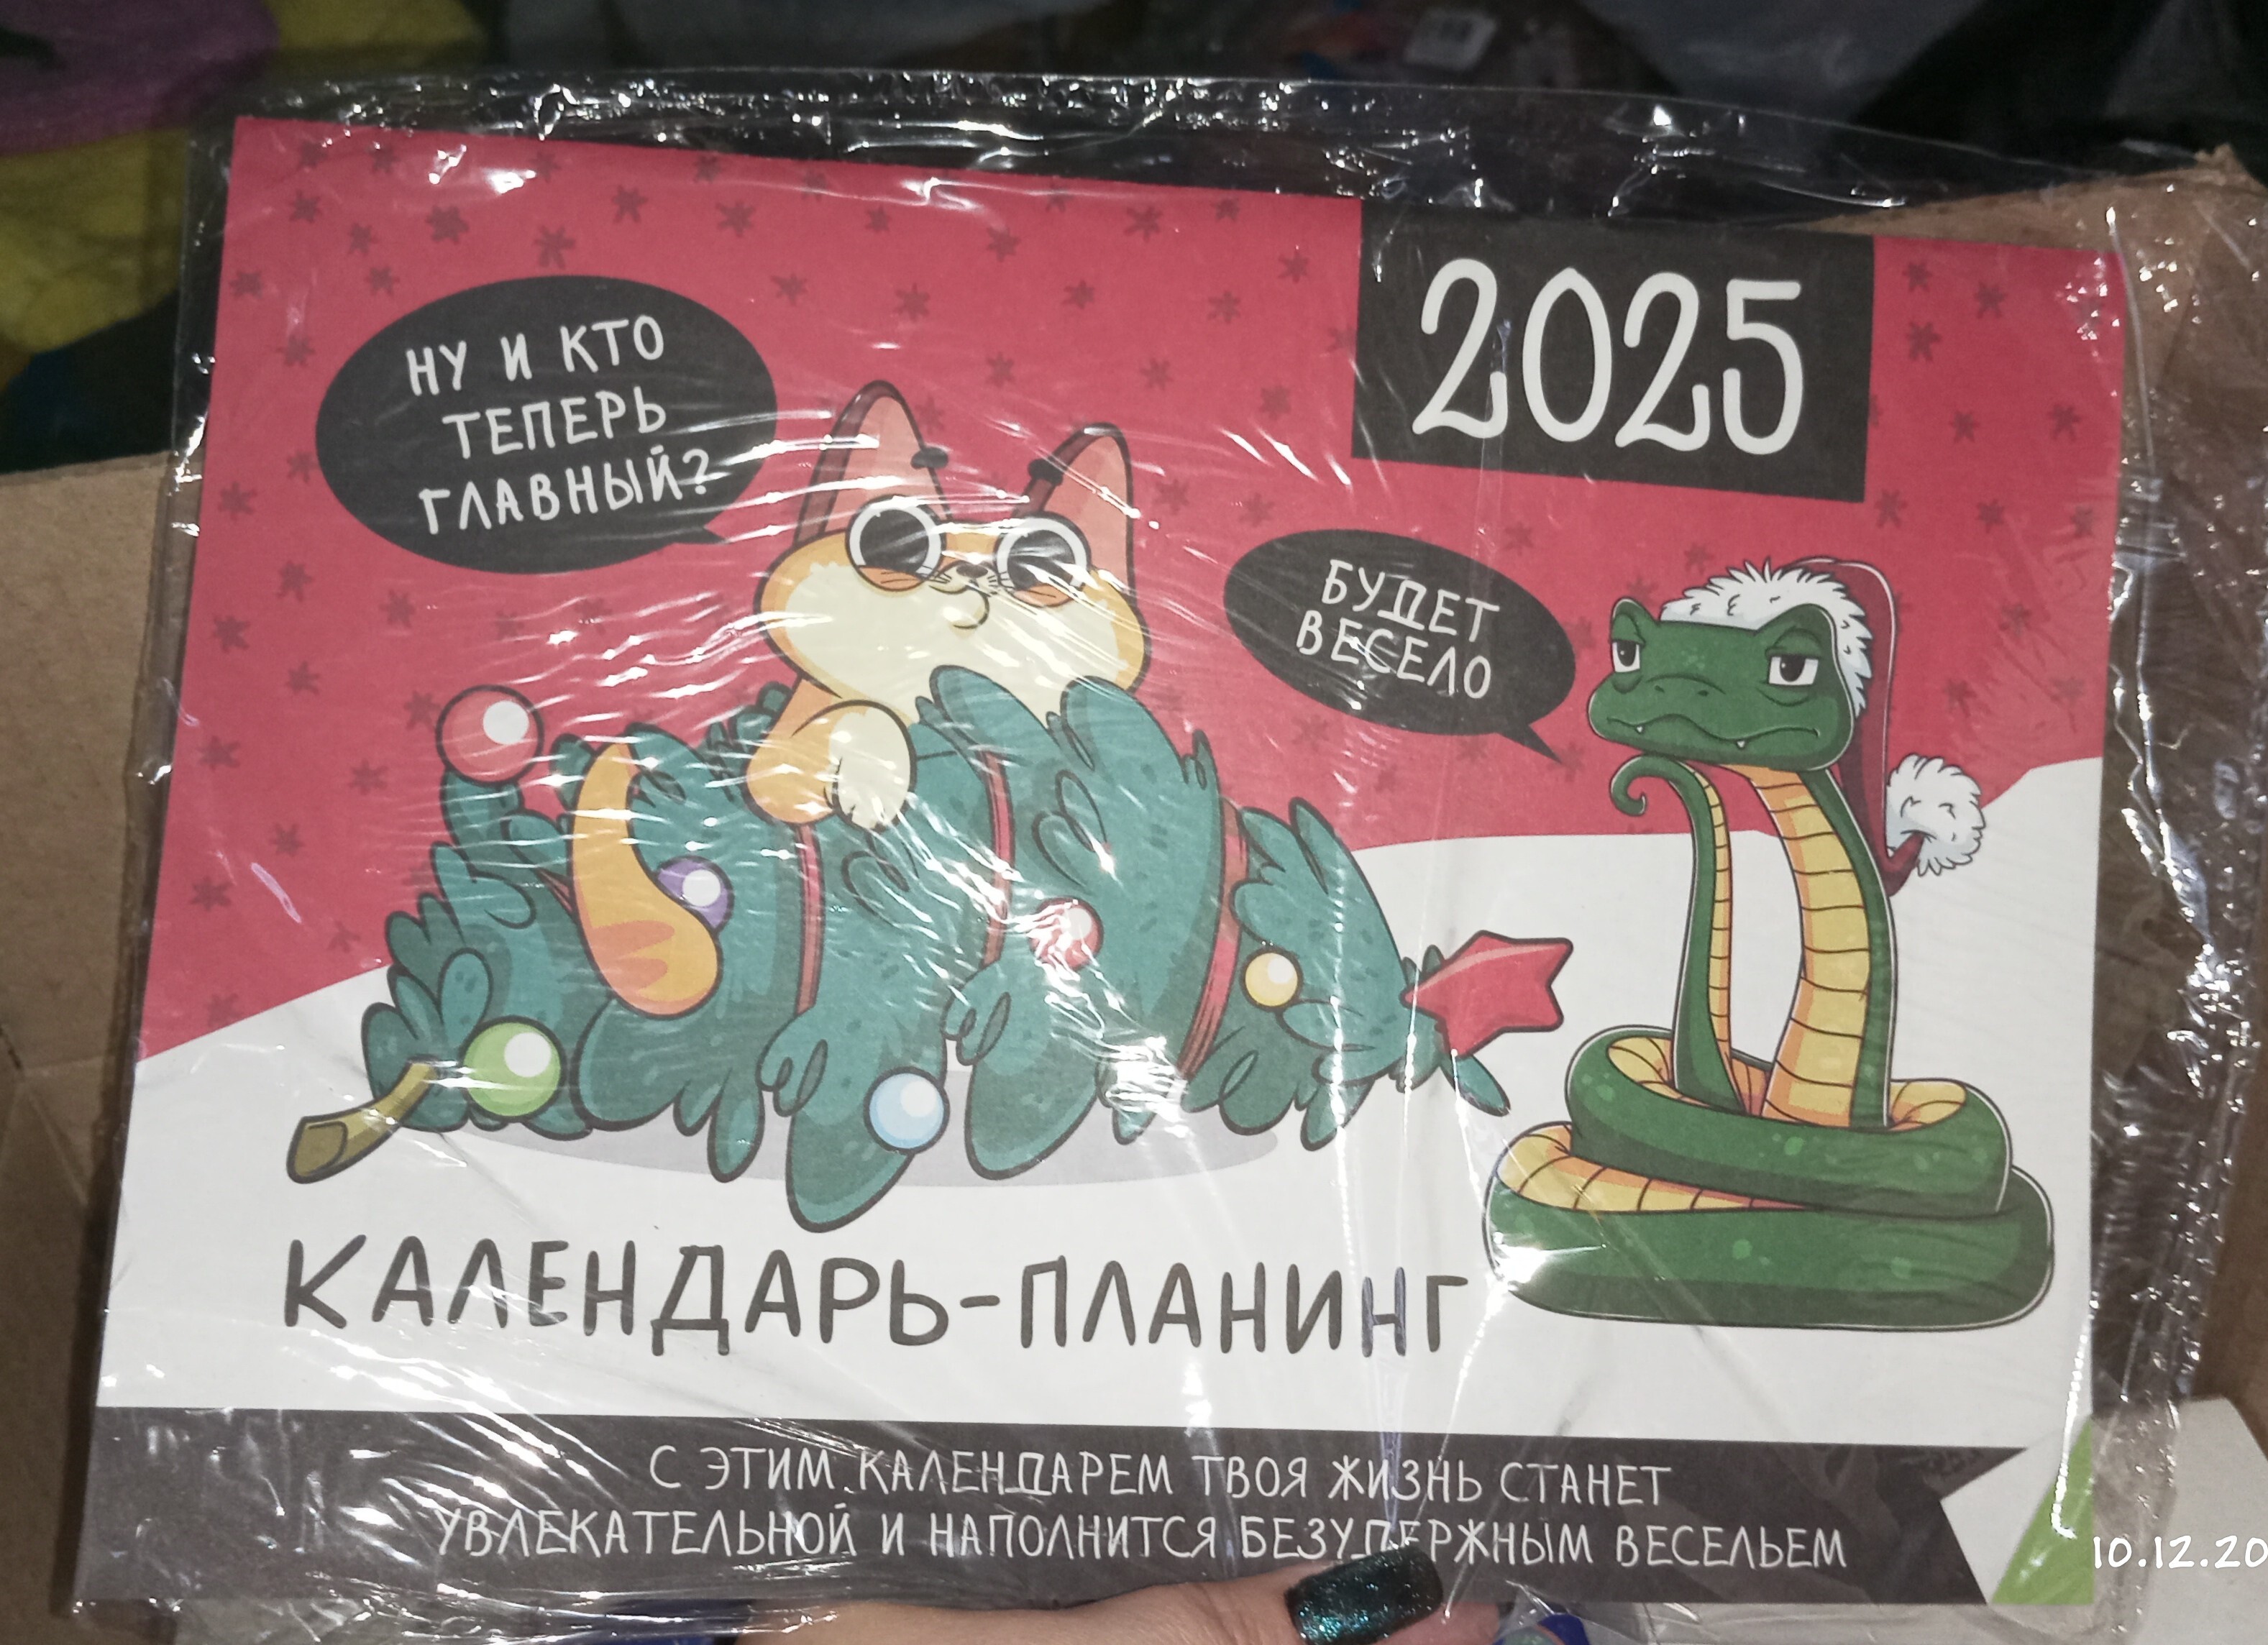 2025
НУ И КТО
ТЕПЕРЬ
ГЛАВНЫЙ?
БУДЕТ
ВЕСЕЛО
КАЛЕНДАРЬ-ПЛАНИНГ
С ЭТИМ КАЛЕНДАРЕМ ТВОЯ ЖИЗНЬ СТАНЕТ
УВЛЕКАТЕЛЬНОЙ И НАПОЛНИТСЯ БЕЗУДЕРЖНЫМ ВЕСЕЛЬЕМ
10.12.20